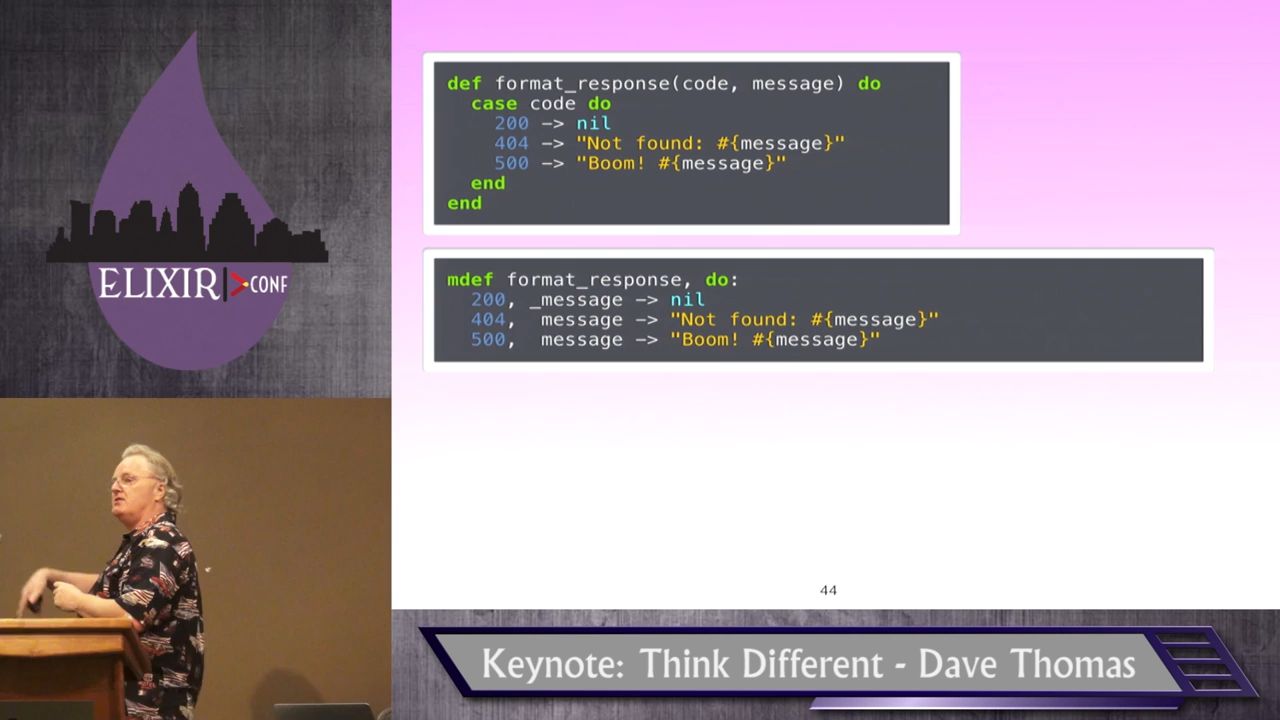 ELIXIR|> CONF
def format_response(code, message) do
  case code do
    200 -> nil
    404 -> "Not found: #{message}"
    500 -> "Boom! #{message}"
  end
end
mdef format_response, do:
  200, _message -> nil
  404,  message -> "Not found: #{message}"
  500,  message -> "Boom! #{message}"
44
Keynote: Think Different - Dave Thomas